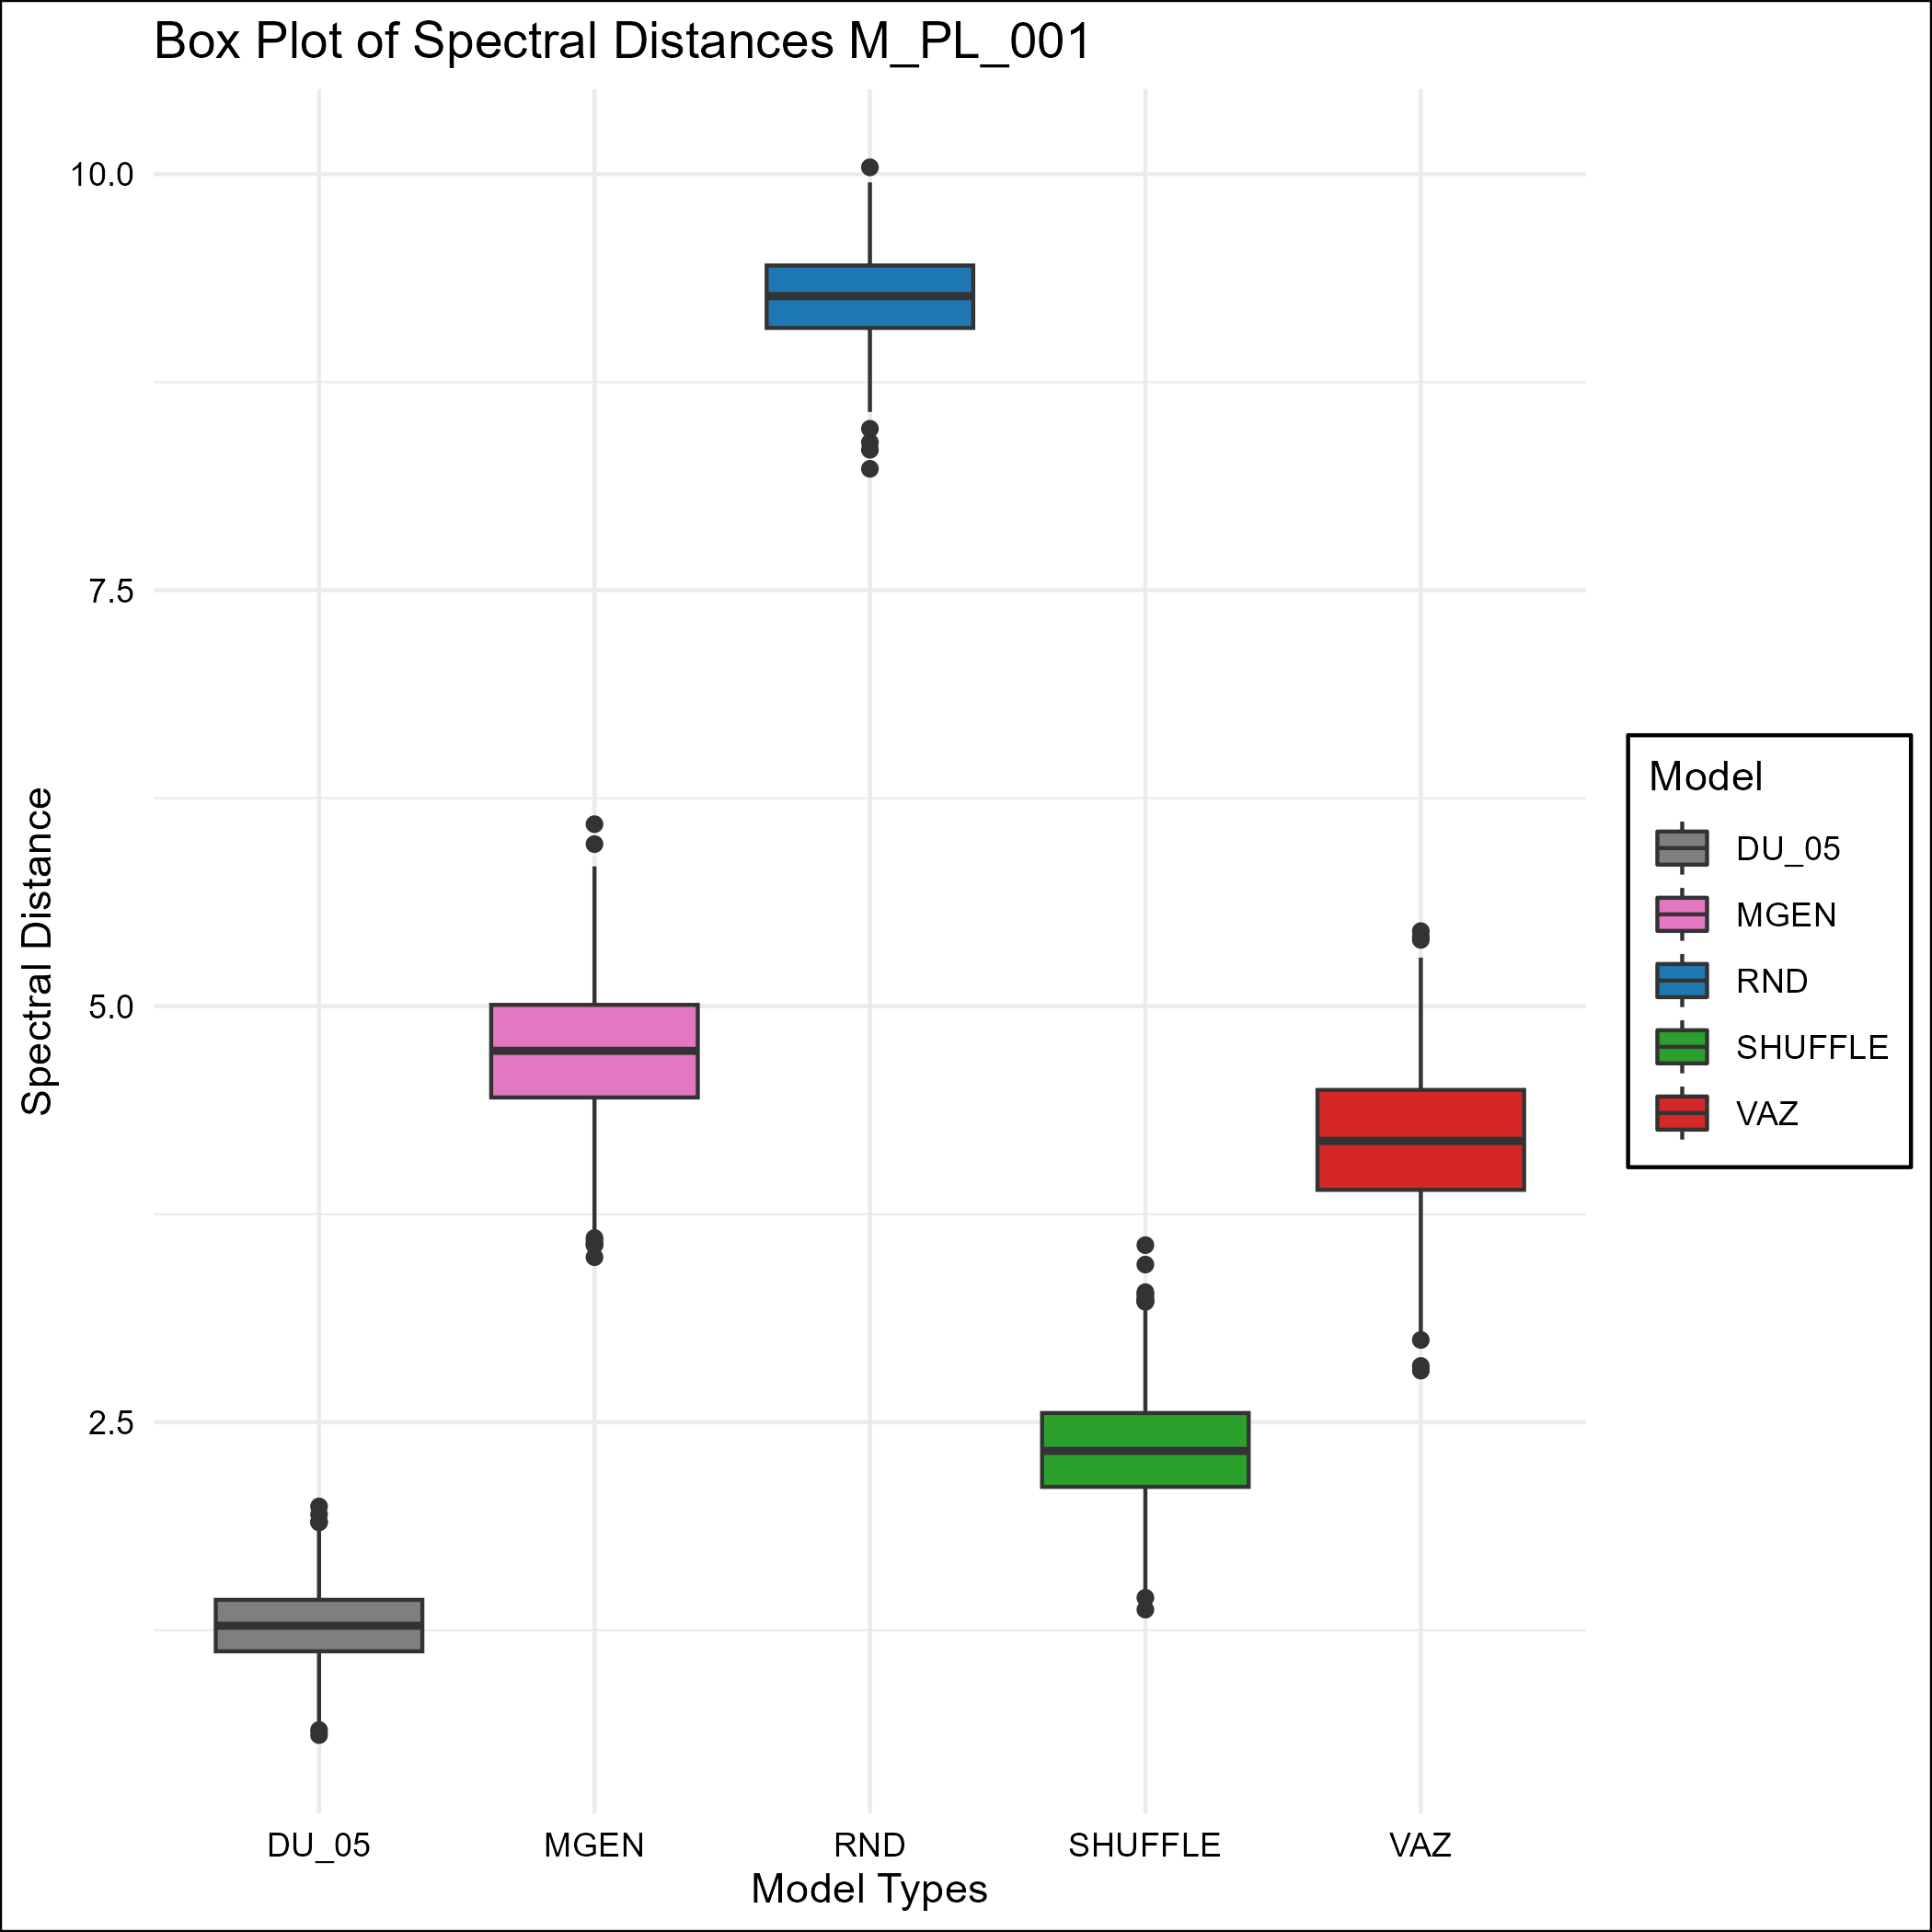 Box Plot of Spectral Distances M_PL_001
10.0
7.5
5.0
2.5
Spectral Distance
DU_05
MGEN
RND
SHUFFLE
VAZ
Model Types
Model
DU_05
MGEN
RND
SHUFFLE
VAZ